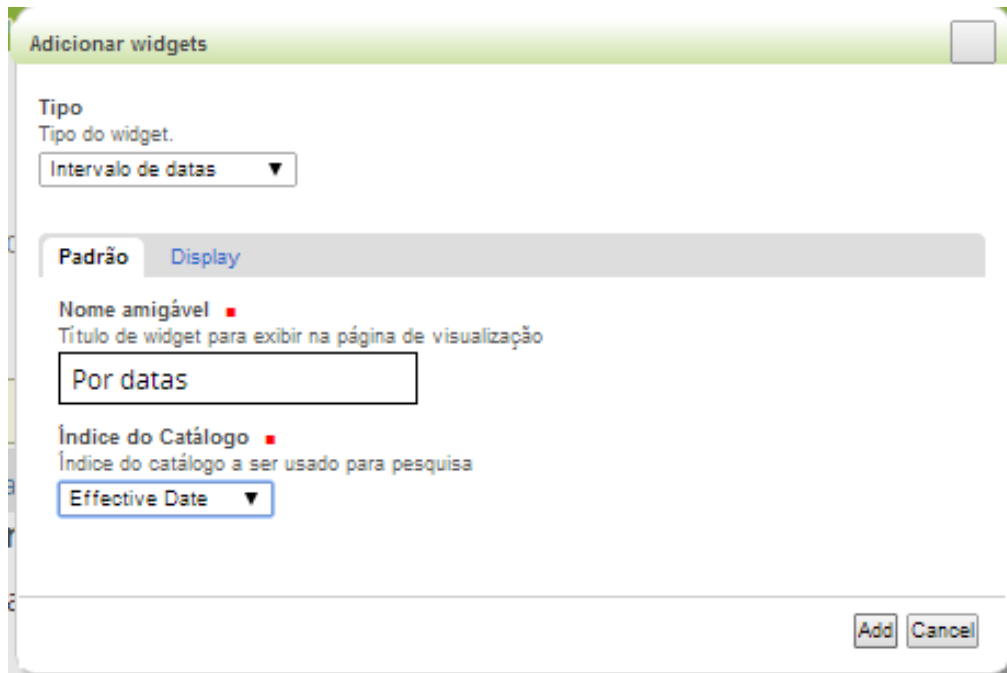 Adicionar widgets
Tipo
Tipo do widget.
Intervalo de datas
Padrão Display
Nome amigável
Título de widget para exibir na página de visualização
Por datas
Índice do Catálogo
Índice do catálogo a ser usado para pesquisa
Effective Date
Add Cancel